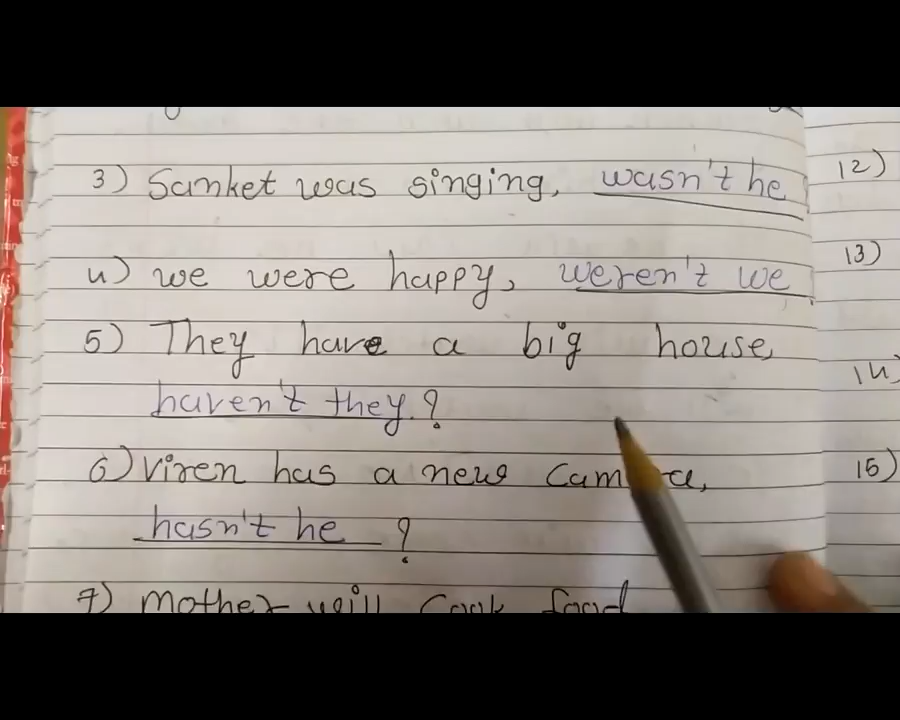 3) Sanket was singing, wasn't he
4) we were happy, weren't we
5) They have a big house,
haven't they?
6) Viren has a new
hasn't he ?
7) Mother will cook food
12)
13)
14)
15)